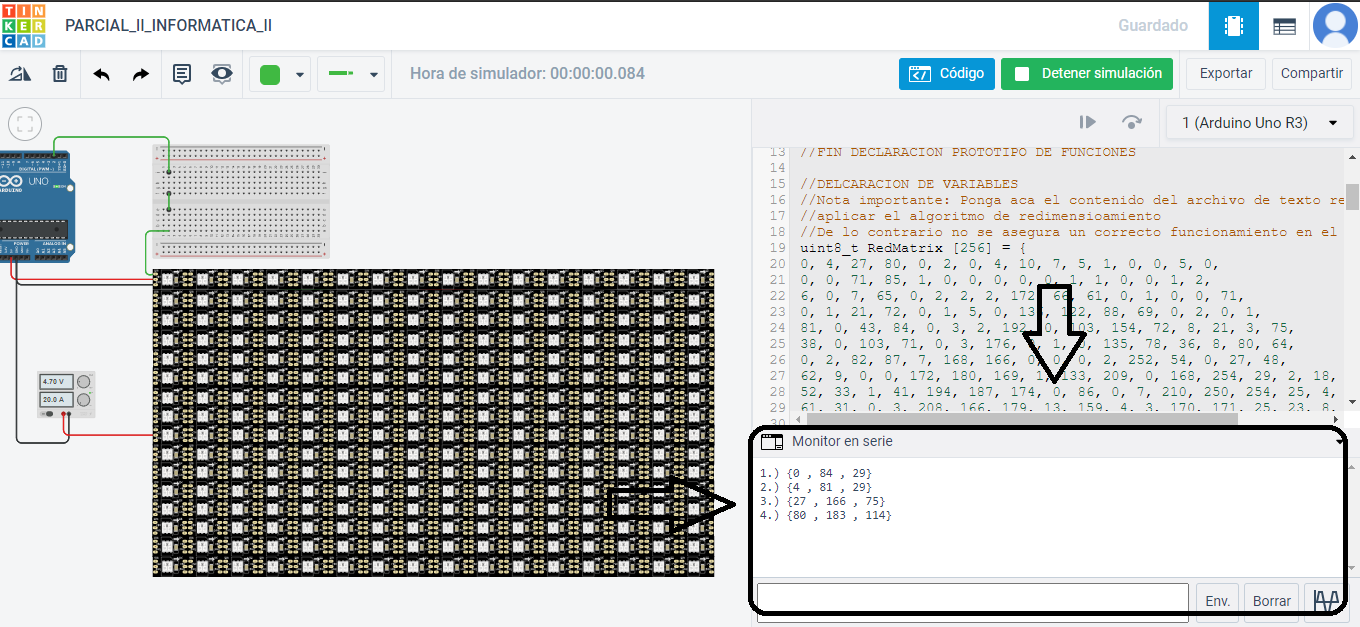 TIN
KER
CAD
PARCIAL_II_INFORMATICA_II
Guardado
Hora de simulador: 00:00:00.084
Código
Detener simulación
Exportar
Compartir
1 (Arduino Uno R3)
UNO
ARDUINO
DIGITAL (PWM ~)
POWER
ANALOG IN
4.70 V
20.0 A
13 //FIN DECLARACION PROTOTIPO DE FUNCIONES
14
15 //DELCARACION DE VARIABLES
16 //Nota importante: Ponga aca el contenido del archivo de texto re
17 //aplicar el algoritmo de redimensioamiento
18 //De lo contrario no se asegura un correcto funcionamiento en el
19 uint8_t RedMatrix [256] = {
20 0, 4, 27, 80, 0, 2, 0, 4, 10, 7, 5, 1, 0, 0, 5, 0,
21 0, 0, 71, 85, 1, 0, 0, 0, 0, 0, 1, 1, 0, 0, 1, 2,
22 6, 0, 7, 65, 0, 2, 2, 2, 172, 66, 61, 0, 1, 0, 0, 71,
23 0, 1, 21, 72, 0, 1, 5, 0, 122, 88, 69, 0, 2, 0, 1,
24 81, 0, 43, 84, 0, 3, 2, 192, 0, 103, 154, 72, 8, 21, 3, 75,
25 38, 0, 103, 71, 0, 3, 176, 1, 135, 78, 36, 8, 80, 64,
26 0, 2, 82, 87, 7, 168, 166, 0, 0, 0, 2, 252, 54, 0, 27, 48,
27 62, 9, 0, 0, 172, 180, 169, 1, 133, 209, 0, 168, 254, 29, 2, 18,
28 52, 33, 1, 41, 194, 187, 174, 0, 86, 0, 7, 210, 250, 254, 25, 4,
29 61, 31, 0, 3, 208, 166, 179, 13, 159, 4, 3, 170, 171, 25, 23, 8,
30
Monitor en serie
1.) {0 , 84 , 29}
2.) {4 , 81 , 29}
3.) {27 , 166 , 75}
4.) {80 , 183 , 114}
Env.
Borrar